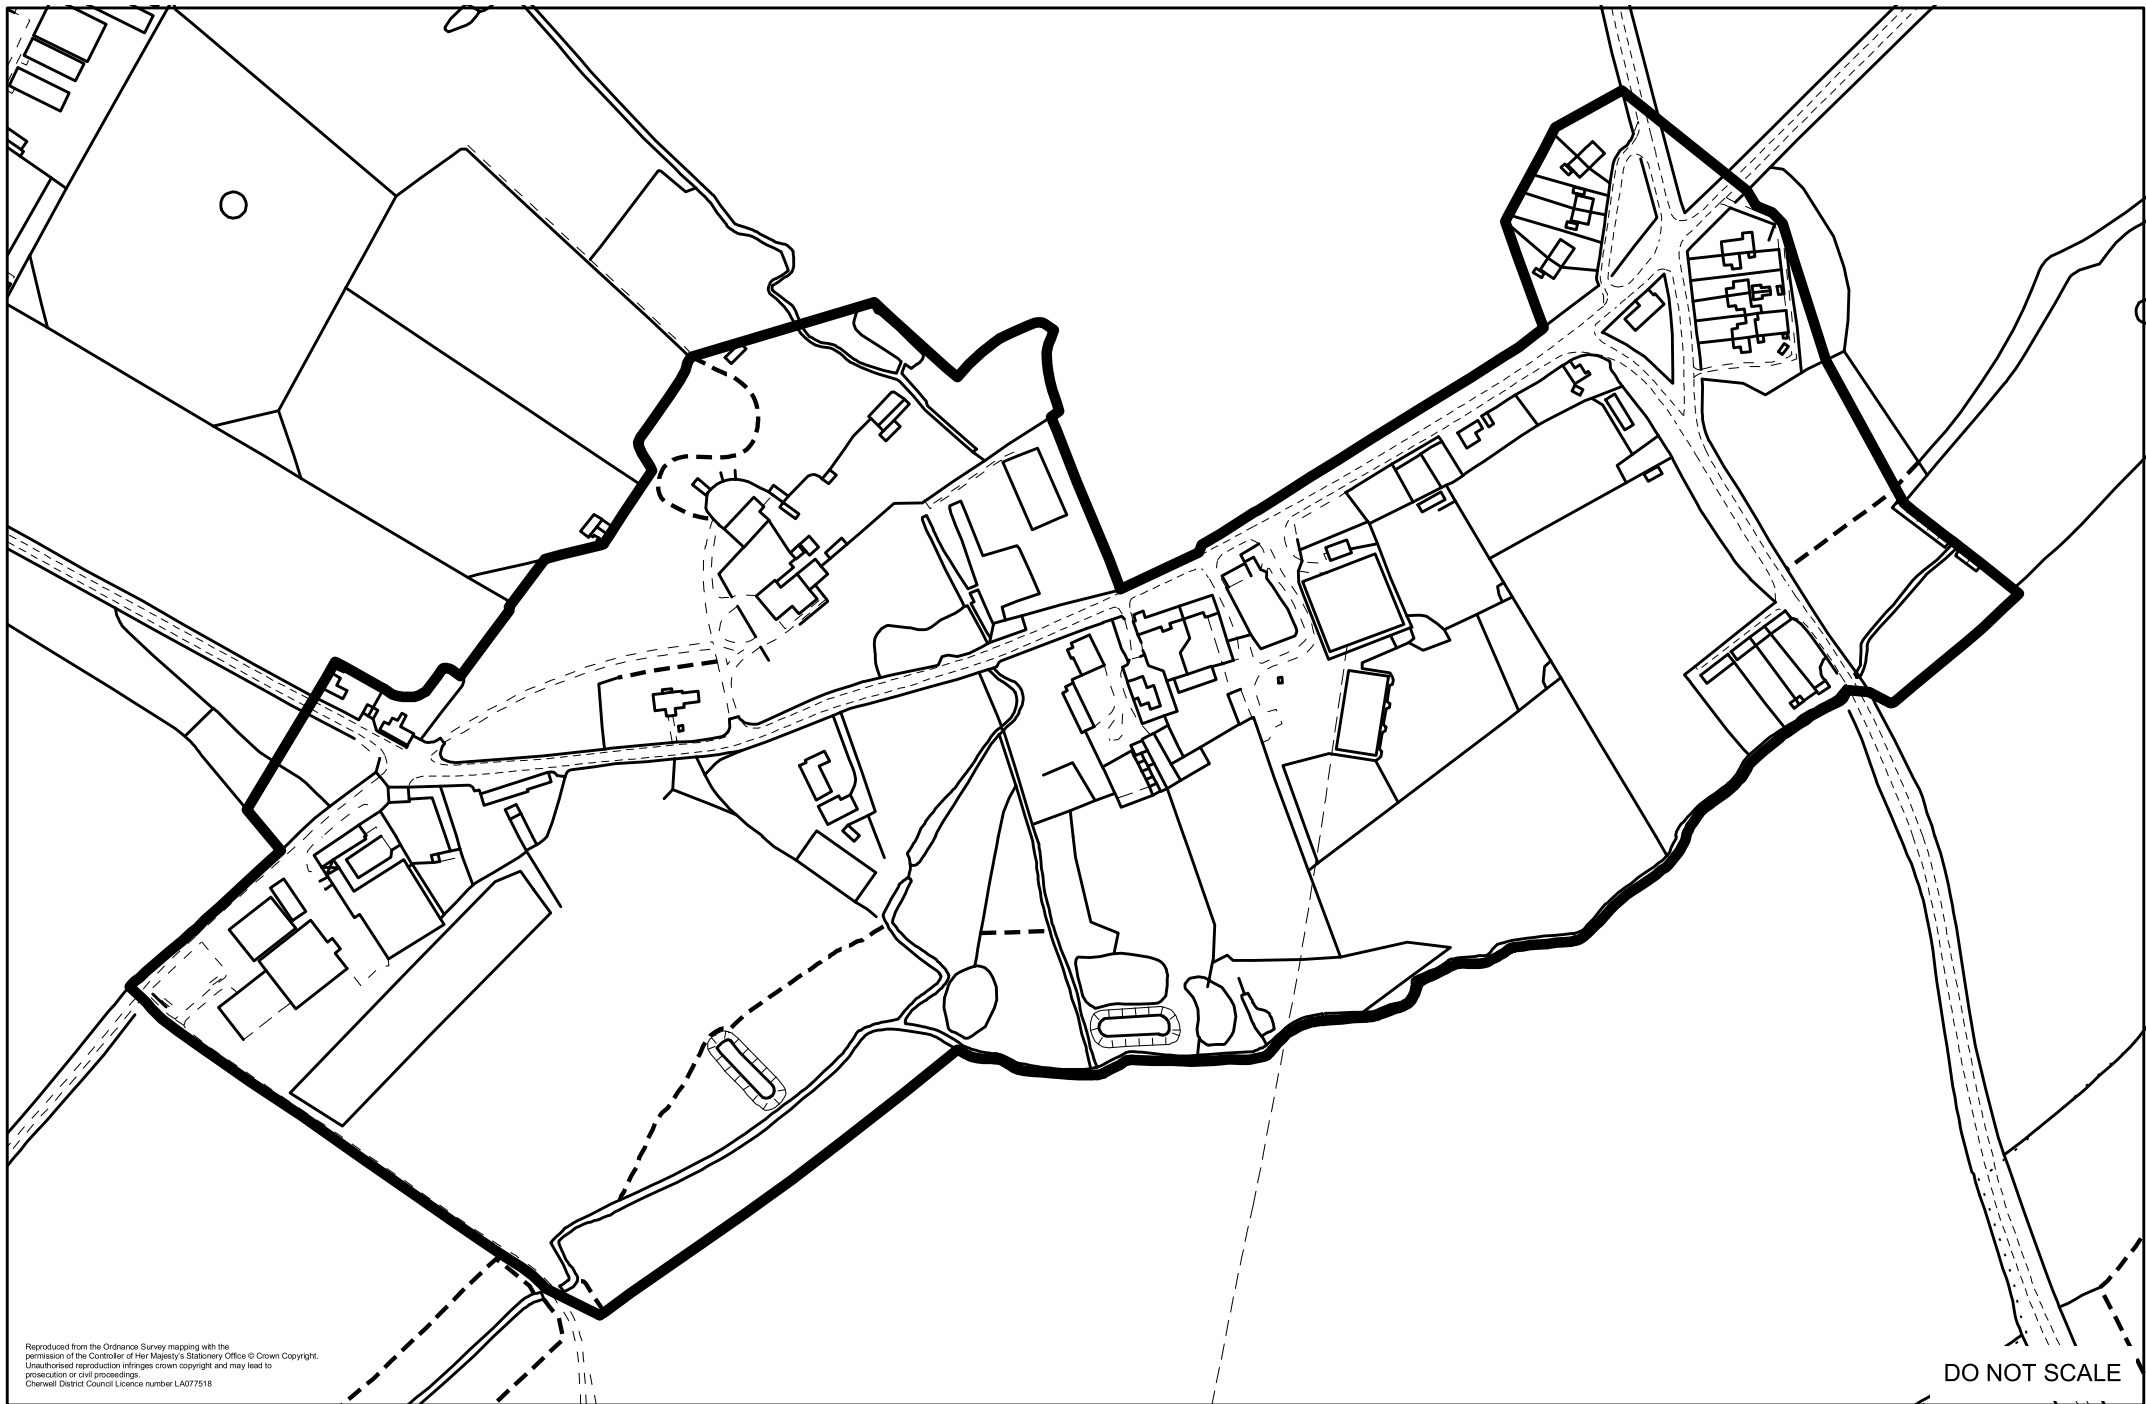 Reproduced from the Ordnance Survey mapping with the
permission of the Controller of Her Majesty's Stationery Office © Crown Copyright.
Unauthorised reproduction infringes crown copyright and may lead to
prosecution or civil proceedings.
Cherwell District Council Licence number LA077518
DO NOT SCALE